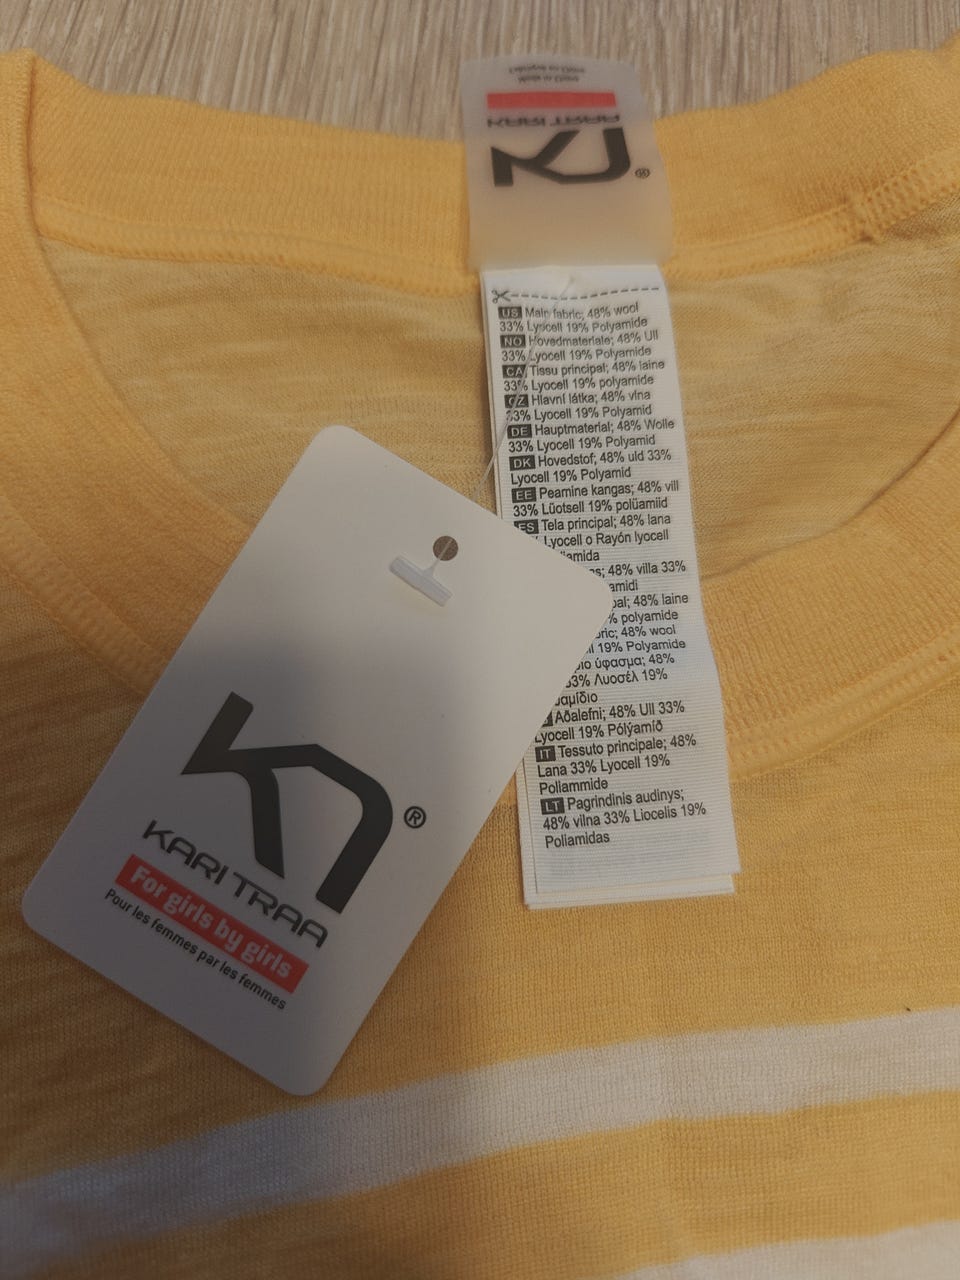 KARI TRAA
®
US Main fabric; 48% wool
33% Lyocell 19% Polyamide
NO Hovedmateriale; 48% Ull
33% Lyocell 19% Polyamide
CA Tissu principal; 48% laine
33% Lyocell 19% polyamide
CZ Hlavní látka; 48% vlna
33% Lyocell 19% Polyamid
DE Hauptmaterial; 48% Wolle
33% Lyocell 19% Polyamid
DK Hovedstof; 48% uld 33%
Lyocell 19% Polyamid
EE Peamine kangas; 48% vill
33% Lüotsell 19% polüamiid
ES Tela principal; 48% lana
Lyocell o Rayón lyocell
48% villa 33%
48% laine
% polyamide
48% wool
19% Polyamide
ύφασμα; 48%
33% Λυοσέλ 19%
Aðalefni; 48% Ull 33%
Lyocell 19% Pólýamíð
IT Tessuto principale; 48%
Lana 33% Lyocell 19%
Poliammide
LT Pagrindinis audinys;
48% vilna 33% Liocelis 19%
Poliamidas
®
KARI TRAA
For girls by girls
Pour les femmes par les femmes